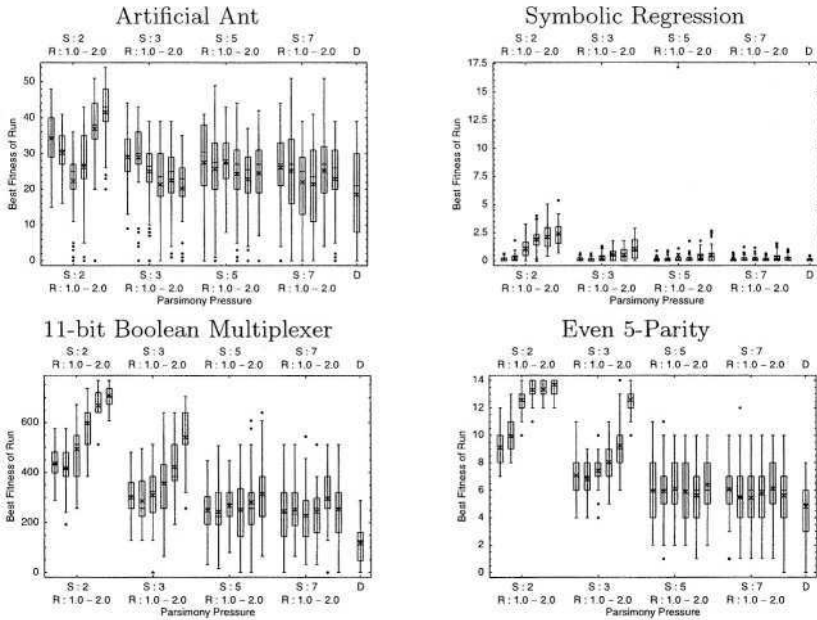 Artificial Ant
S : 2 S : 3 S : 5 S : 7
R : 1.0 – 2.0 R : 1.0 – 2.0 R : 1.0 – 2.0 R : 1.0 – 2.0 D
50
40
30
20
10
0
Best Fitness of Run
S : 2 S : 3 S : 5 S : 7 D
R : 1.0 – 2.0 R : 1.0 – 2.0 R : 1.0 – 2.0 R : 1.0 – 2.0
Parsimony Pressure
Symbolic Regression
S : 2 S : 3 S : 5 S : 7
R : 1.0 – 2.0 R : 1.0 – 2.0 R : 1.0 – 2.0 R : 1.0 – 2.0 D
17.5
15
12.5
10
7.5
5
2.5
0
Best Fitness of Run
S : 2 S : 3 S : 5 S : 7 D
R : 1.0 – 2.0 R : 1.0 – 2.0 R : 1.0 – 2.0 R : 1.0 – 2.0
Parsimony Pressure
11-bit Boolean Multiplexer
S : 2 S : 3 S : 5 S : 7
R : 1.0 – 2.0 R : 1.0 – 2.0 R : 1.0 – 2.0 R : 1.0 – 2.0 D
600
400
200
0
Best Fitness of Run
S : 2 S : 3 S : 5 S : 7 D
R : 1.0 – 2.0 R : 1.0 – 2.0 R : 1.0 – 2.0 R : 1.0 – 2.0
Parsimony Pressure
Even 5-Parity
S : 2 S : 3 S : 5 S : 7
R : 1.0 – 2.0 R : 1.0 – 2.0 R : 1.0 – 2.0 R : 1.0 – 2.0 D
14
12
10
8
6
4
2
0
Best Fitness of Run
S : 2 S : 3 S : 5 S : 7 D
R : 1.0 – 2.0 R : 1.0 – 2.0 R : 1.0 – 2.0 R : 1.0 – 2.0
Parsimony Pressure